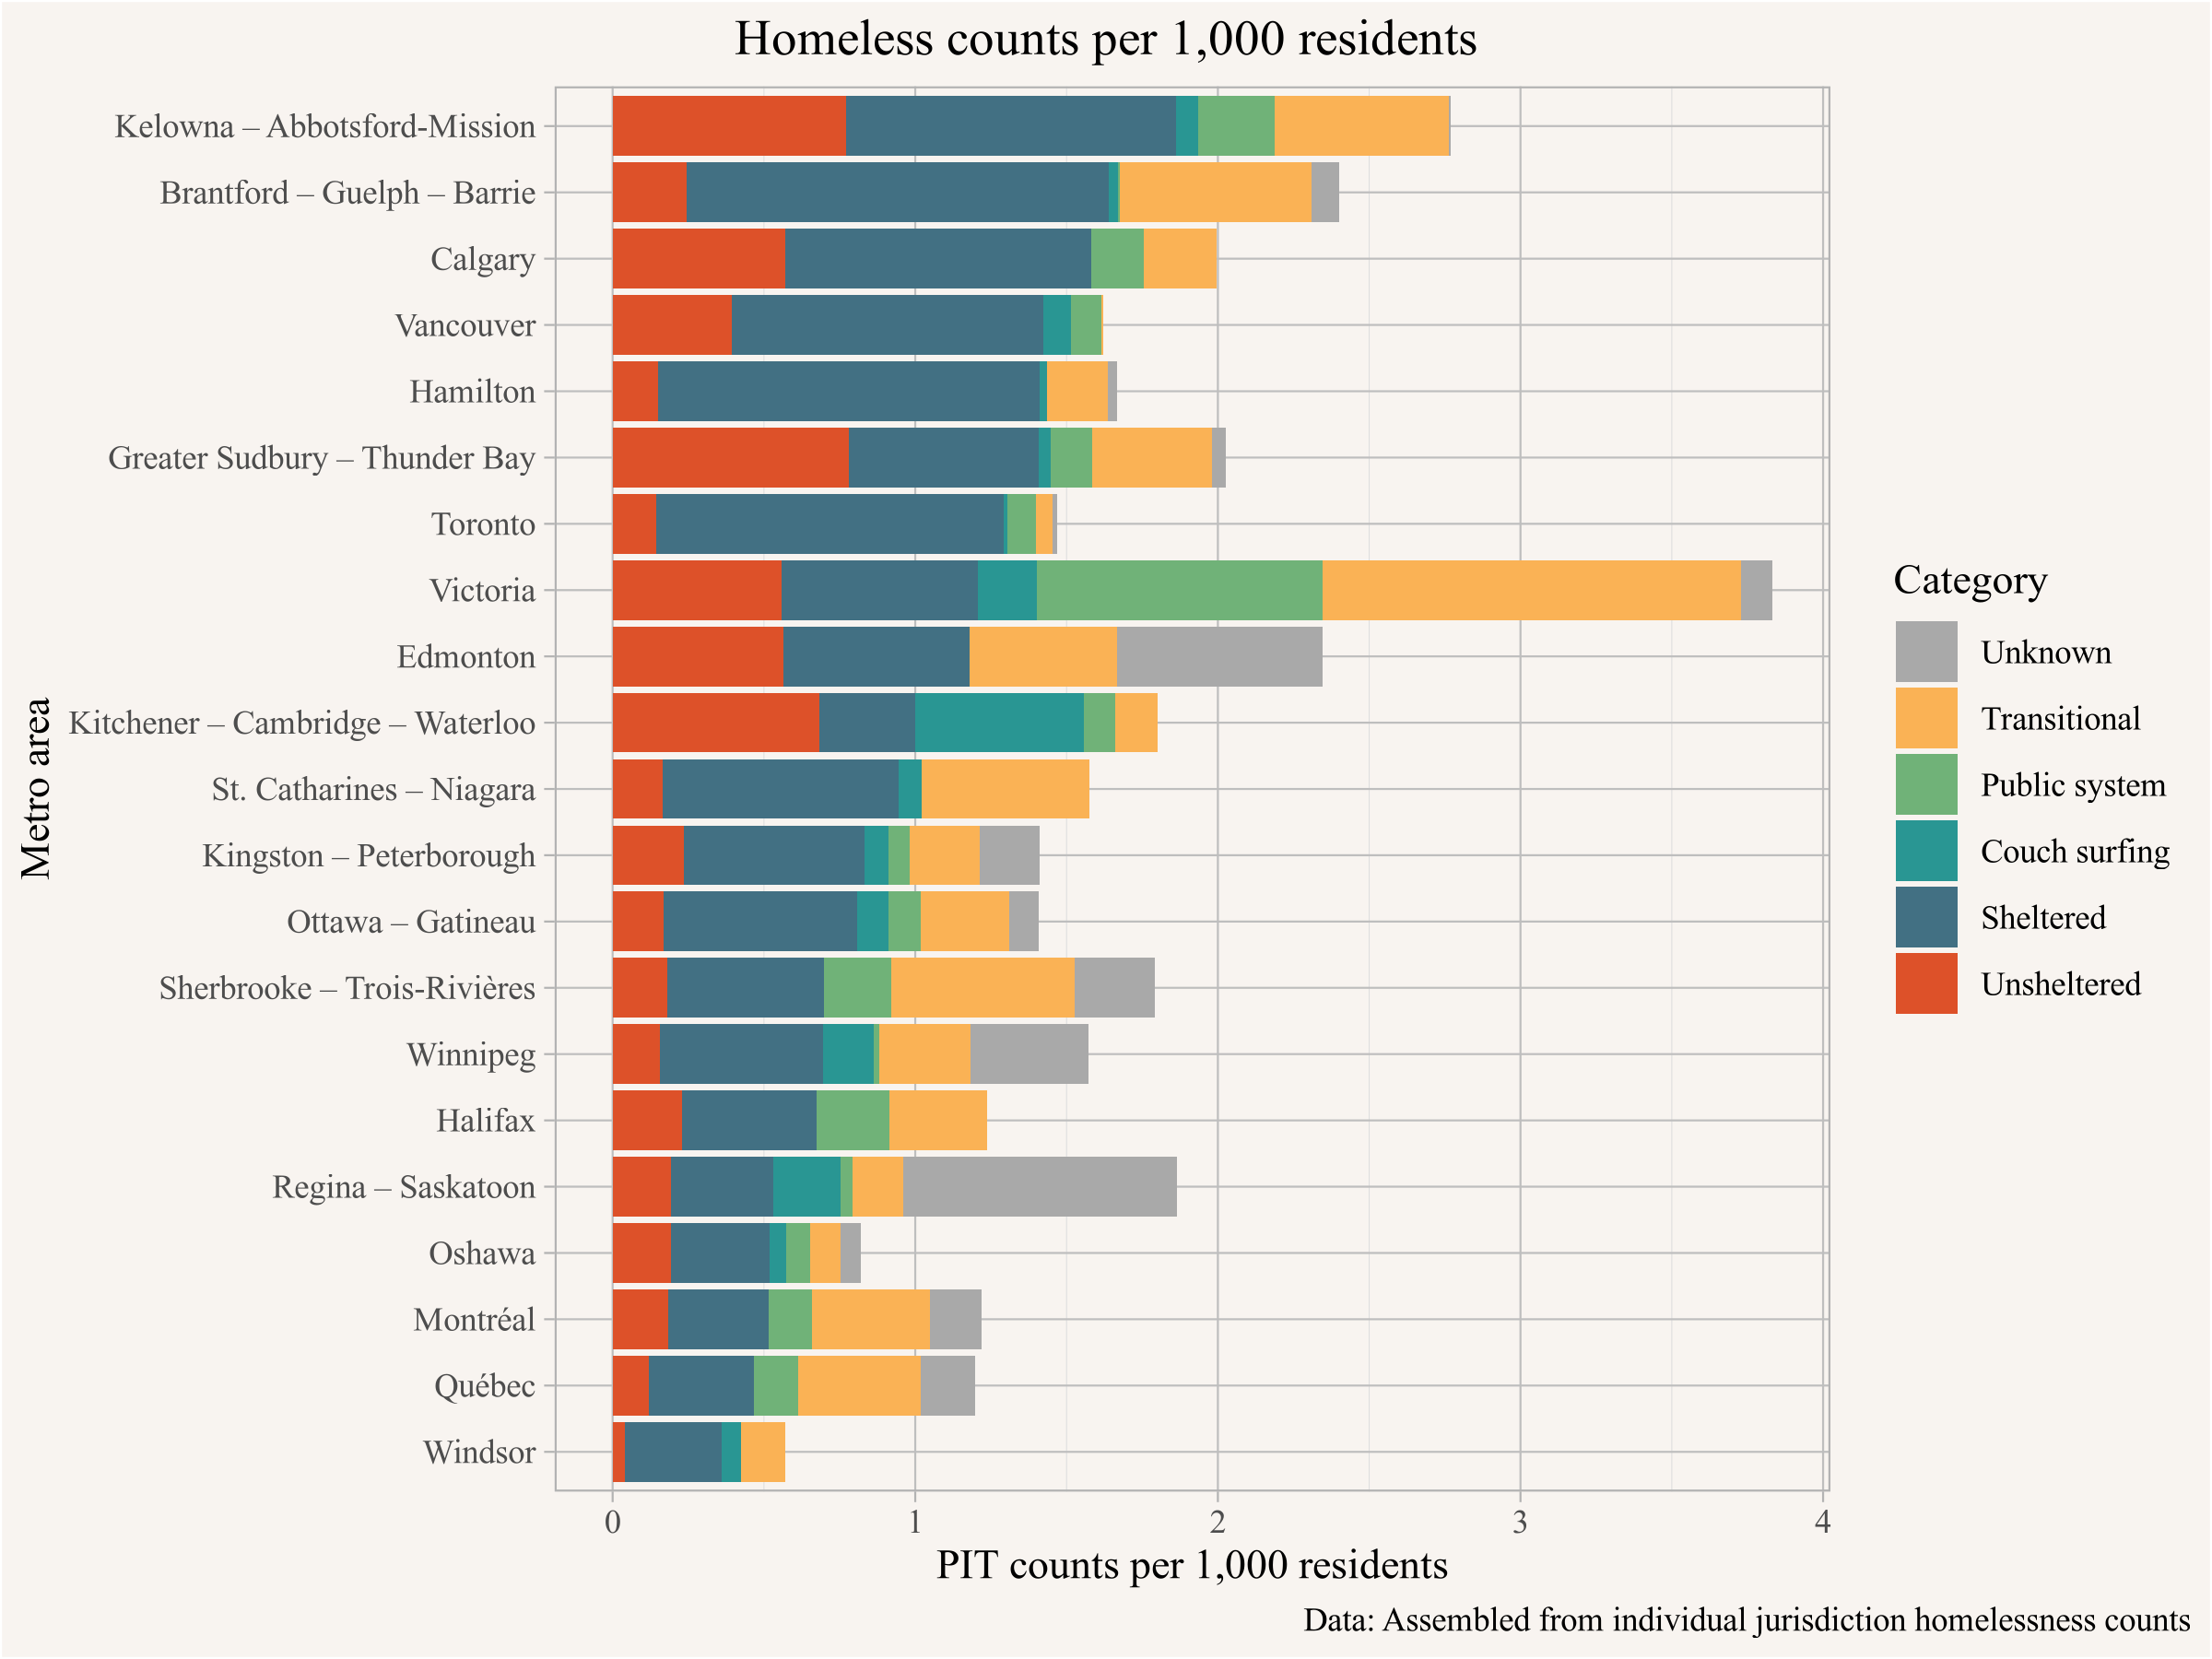 Homeless counts per 1,000 residents
Metro area
Kelowna – Abbotsford-Mission
Brantford – Guelph – Barrie
Calgary
Vancouver
Hamilton
Greater Sudbury – Thunder Bay
Toronto
Victoria
Edmonton
Kitchener – Cambridge – Waterloo
St. Catharines – Niagara
Kingston – Peterborough
Ottawa – Gatineau
Sherbrooke – Trois-Rivières
Winnipeg
Halifax
Regina – Saskatoon
Oshawa
Montréal
Québec
Windsor
0 1 2 3 4
PIT counts per 1,000 residents
Category
Unknown
Transitional
Public system
Couch surfing
Sheltered
Unsheltered
Data: Assembled from individual jurisdiction homelessness counts